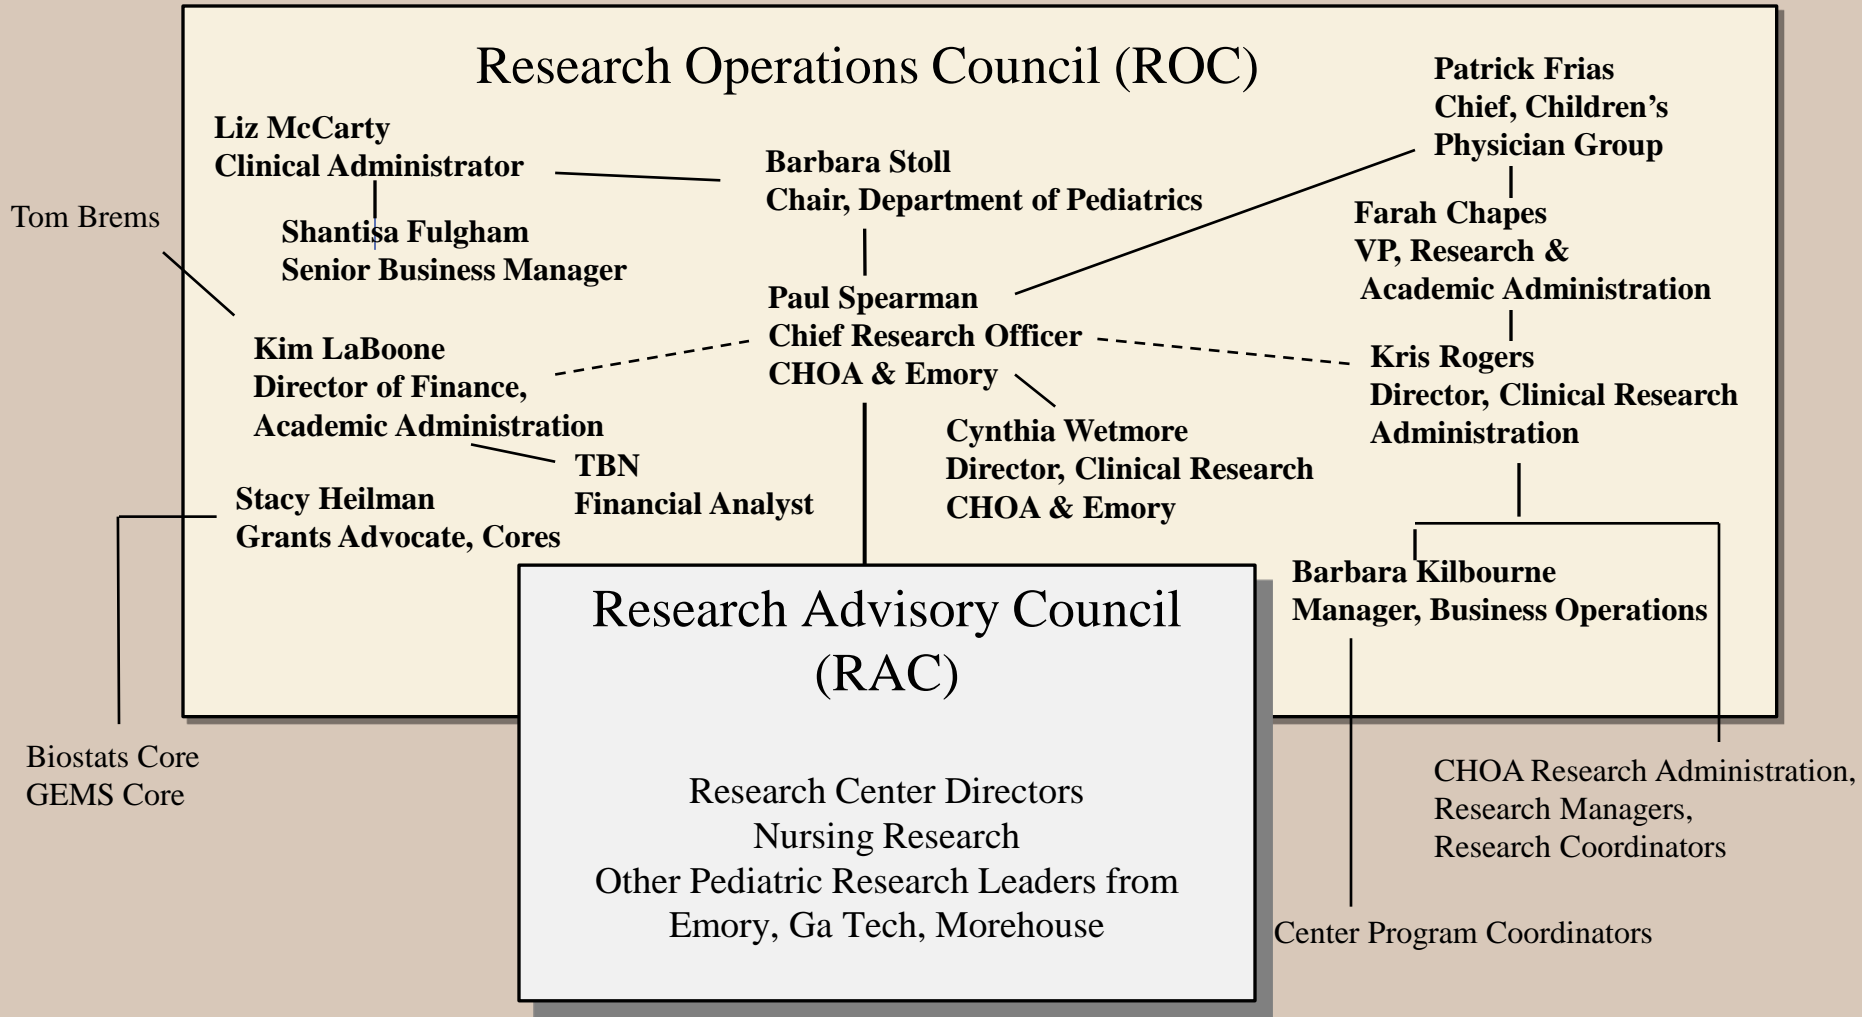 Research Operations Council (ROC)
Patrick Frias
Chief, Children’s
Physician Group
Liz McCarty
Clinical Administrator
Barbara Stoll
Chair, Department of Pediatrics
Tom Brems
Shantisa Fulgham
Senior Business Manager
Farah Chapes
VP, Research &
Academic Administration
Paul Spearman
Chief Research Officer
CHOA & Emory
Kim LaBoone
Director of Finance,
Academic Administration
Kris Rogers
Director, Clinical Research
Administration
TBN
Financial Analyst
Cynthia Wetmore
Director, Clinical Research
CHOA & Emory
Stacy Heilman
Grants Advocate, Cores
Barbara Kilbourne
Manager, Business Operations
Research Advisory Council
(RAC)
Research Center Directors
Nursing Research
Other Pediatric Research Leaders from
Emory, Ga Tech, Morehouse
Biostats Core
GEMS Core
CHOA Research Administration,
Research Managers,
Research Coordinators
Center Program Coordinators